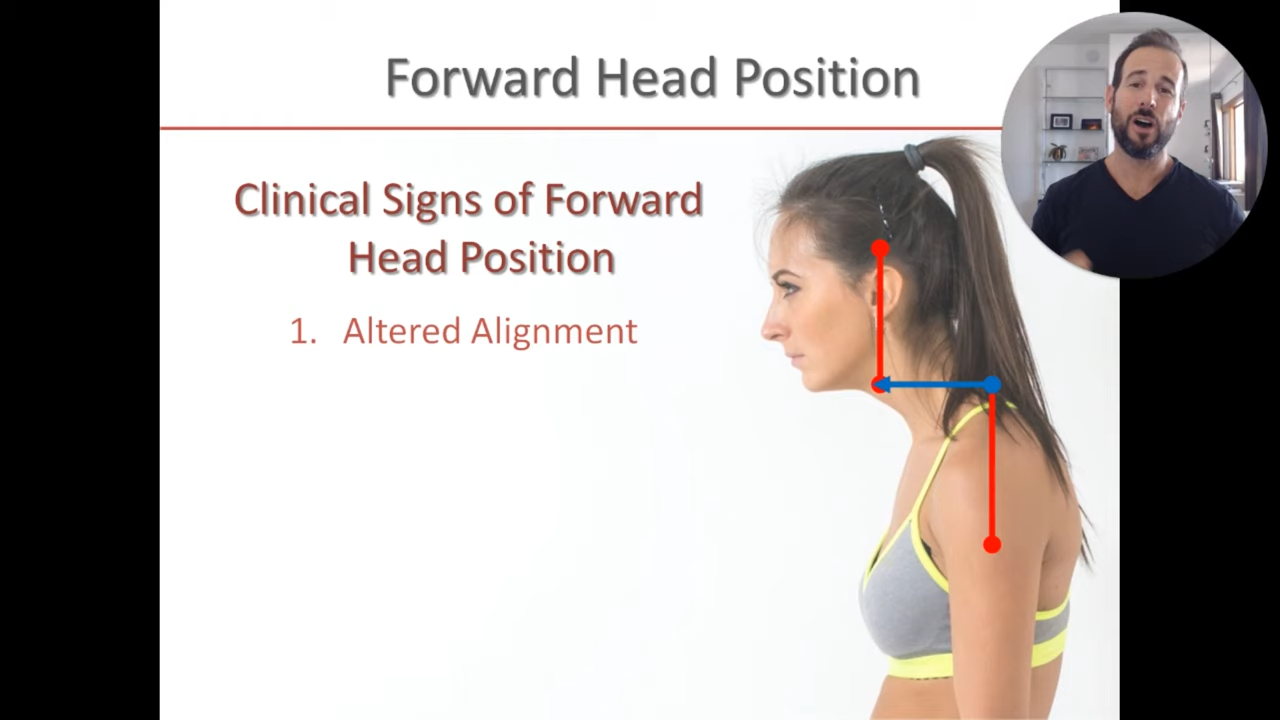 Forward Head Position
Clinical Signs of Forward
Head Position
1. Altered Alignment